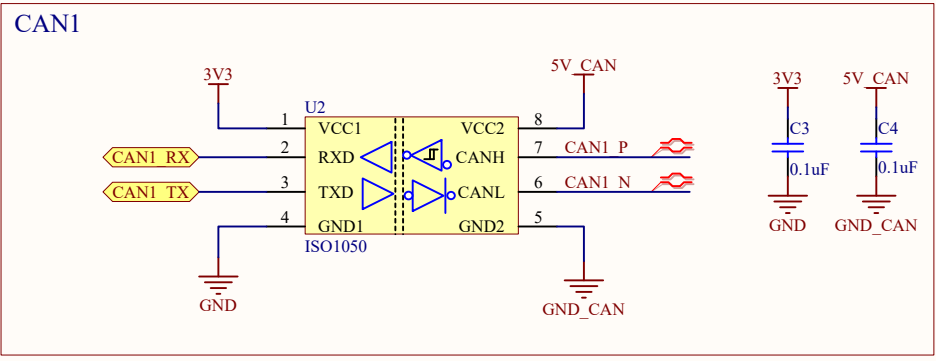 CAN1
3V3
5V_CAN
3V3
5V_CAN
U2
1
VCC1
VCC2
8
C3
C4
CAN1_RX
2
RXD
CANH
7
CAN1_P
0.1uF
0.1uF
CAN1_TX
3
TXD
CANL
6
CAN1_N
4
GND1
GND2
5
GND
GND_CAN
ISO1050
GND
GND_CAN